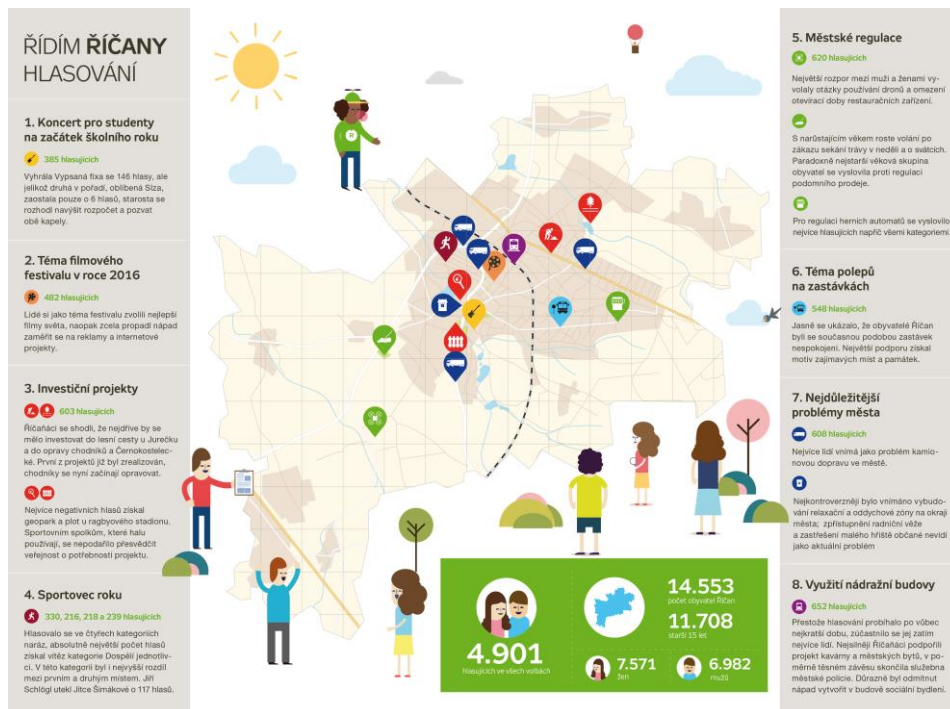 ŘÍDÍM ŘÍČANY
HLASOVÁNÍ
1. Koncert pro studenty
na začátek školního roku
385 hlasujících
Vyhrála Vypsaná fixa se 146 hlasy, ale
jelikož druhá v pořadí, oblíbená Síza,
zaostala pouze o 6 hlasů, starosta se
rozhodl navýšit rozpočet a pozvat
obě kapely.
2. Téma filmového
festivalu v roce 2016
482 hlasujících
Lidé si jako téma festivalu zvolili nejlepší
filmy světa, naopak zcela propadl nápad
zaměřit se na reklamy a internetové
projekty.
3. Investiční projekty
603 hlasujících
Říčaňáci se shodli, že nejdříve by se
mělo investovat do lesní cesty u Jurečku
a do opravy chodníků a Černokostelec-
ké. První z projektů již byl zrealizován,
chodníky se nyní začínají opravovat.
Nejvíce negativních hlasů získal
geopark a plot u ragbyového stadionu.
Sportovním spolkům, které halu
používají, se nepodařilo přesvědčit
veřejnost o potřebnosti projektu.
4. Sportovec roku
330, 216, 218 a 239 hlasujících
Hlasovalo se ve čtyřech kategoriích
naráz, absolutně největší počet hlasů
získal vítěz kategorie Dospělí jednotliv-
ci. V této kategorii byl i nejvyšší rozdíl
mezi prvním a druhým místem. Jiří
Schlögl utekl Jitce Šimákové o 117 hlasů.
R
4.901
hlasujících ve všech volbách
14.553
počet obyvatel Říčan
11.708
starší 15 let
7.571
žen
6.982
mužů
5. Městské regulace
620 hlasujících
Největší rozpor mezi muži a ženami vy-
volaly otázky používání dronů a omezení
otevírací doby restauračních zařízení.
S narůstajícím věkem roste volání po
zákazu sekání trávy v neděli a o svátcích.
Paradoxně nejstarší věková skupina
obyvatel se vyslovila proti regulaci
podomního prodeje.
Pro regulaci herních automatů se vyslovilo
nejvíce hlasujících napříč všemi kategoriemi.
6. Téma polepů
na zastávkách
548 hlasujících
Jasně se ukázalo, že obyvatelé Říčan
byli se současnou podobou zastávek
nespokojeni. Největší podporu získal
motiv zajímavých míst a památek.
7. Nejdůležitější
problémy města
608 hlasujících
Nejvíce lidí vnímá jako problém kamio-
novou dopravu ve městě.
Nejkontroverzněji bylo vnímáno vybudo-
vání relaxační a oddychové zóny na okraji
města; zpřístupnění radniční věže
a zastřešení malého hřiště občané nevidí
jako aktuální problém
8. Využití nádražní budovy
652 hlasujících
Přestože hlasování probíhalo po vůbec
nejkratší dobu, zúčastnilo se jej zatím
nejvíce lidí. Nejsilněji Říčaňáci podpořili
projekt kavárny a městských bytů, v po-
měrně těsném závěsu skončila služebna
městské policie. Důrazně byl odmítnut
nápad vytvořit v budově sociální bydlení.